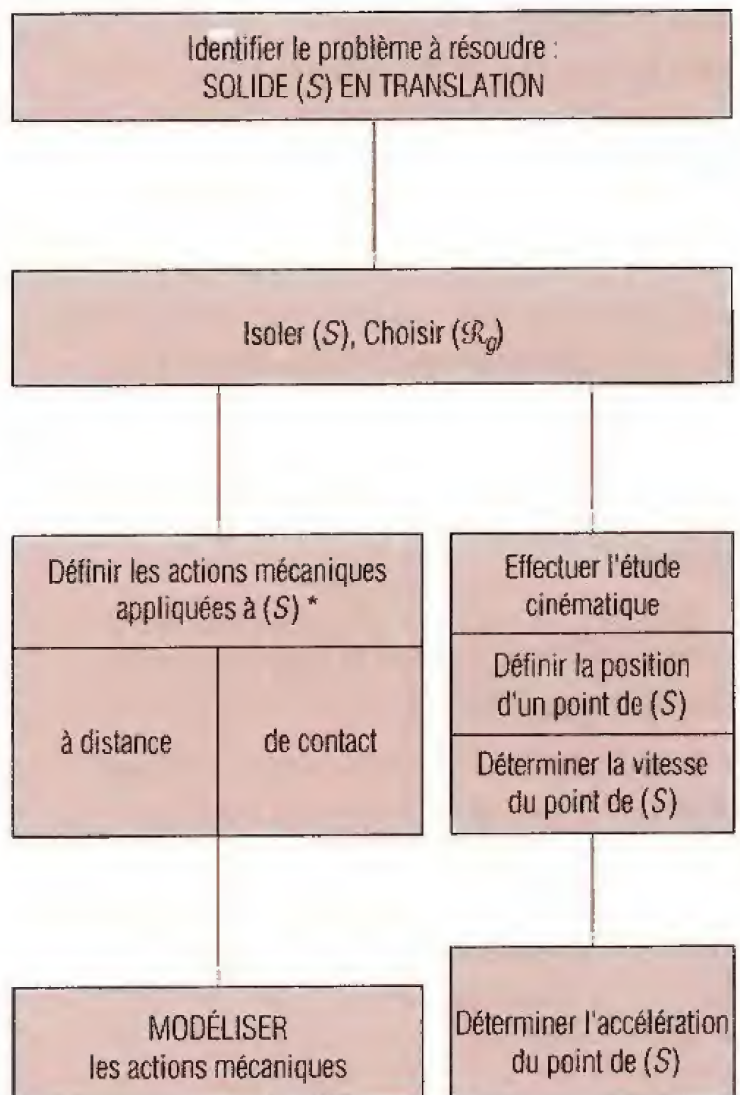 Identifier le problème à résoudre :
SOLIDE (S) EN TRANSLATION
Isoler (S), Choisir (ℛg)
Définir les actions mécaniques
appliquées à (S) *
à distance
de contact
Effectuer l'étude
cinématique
Définir la position
d'un point de (S)
Déterminer la vitesse
du point de (S)
MODÉLISER
les actions mécaniques
Déterminer l'accélération
du point de (S)